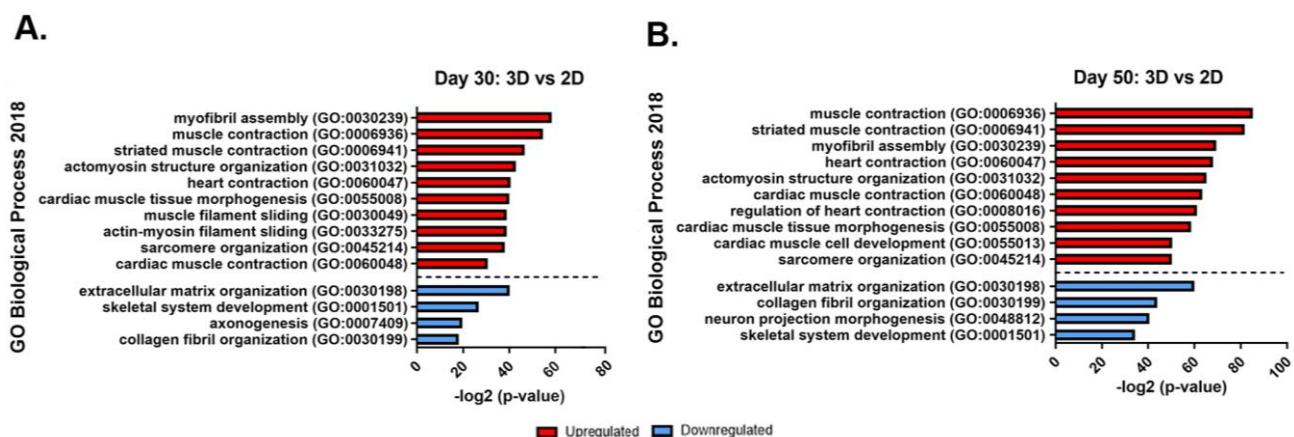 A.
Day 30: 3D vs 2D
GO Biological Process 2018
myofibril assembly (GO:0030239)
muscle contraction (GO:0006936)
striated muscle contraction (GO:0006941)
actomyosin structure organization (GO:0031032)
heart contraction (GO:0060047)
cardiac muscle tissue morphogenesis (GO:0055008)
muscle filament sliding (GO:0030049)
actin-myosin filament sliding (GO:0033275)
sarcomere organization (GO:0045214)
cardiac muscle contraction (GO:0060048)
extracellular matrix organization (GO:0030198)
skeletal system development (GO:0001501)
axonogenesis (GO:0007409)
collagen fibril organization (GO:0030199)
0 20 40 60 80
-log2 (p-value)
B.
Day 50: 3D vs 2D
GO Biological Process 2018
muscle contraction (GO:0006936)
striated muscle contraction (GO:0006941)
myofibril assembly (GO:0030239)
heart contraction (GO:0060047)
actomyosin structure organization (GO:0031032)
cardiac muscle contraction (GO:0060048)
regulation of heart contraction (GO:0008016)
cardiac muscle tissue morphogenesis (GO:0055008)
cardiac muscle cell development (GO:0055013)
sarcomere organization (GO:0045214)
extracellular matrix organization (GO:0030198)
collagen fibril organization (GO:0030199)
neuron projection morphogenesis (GO:0048812)
skeletal system development (GO:0001501)
0 20 40 60 80 100
-log2 (p-value)
Upregulated Downregulated